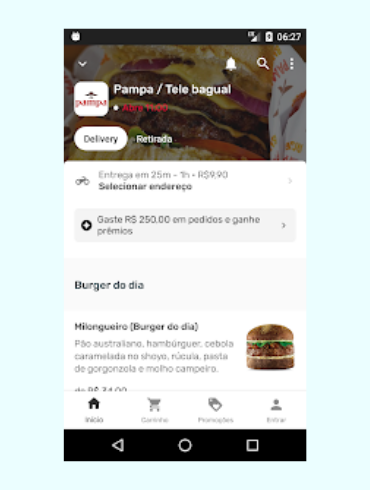 06:27
Pampa / Tele bagual
pampa
Delivery
Retirada
Entrega em 25m - 1h • R$9,90
Selecionar endereço
Gaste R$ 250,00 em pedidos e ganhe
prêmios
Burger do dia
Milongueiro (Burger do dia)
Pão australiano, hambúrguer, cebola
caramelada no shoyo, rúcula, pasta
de gorgonzola e molho campeiro.
de R$ 34,00
Início
Carrinho
Promoções
Entrar